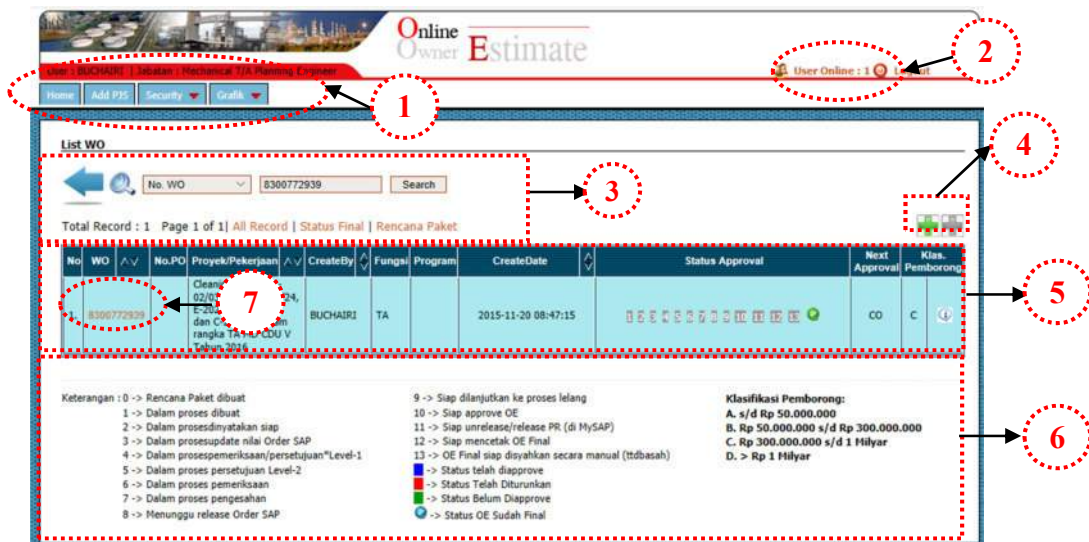 Online
Owner Estimate
User : BUCHAIRI | Jabatan : Mechanical T/A Planning Engineer
User Online : 1 Logout
2
Home Add PJS Security Grafik
1
List WO
4
No. WO 8300772939 Search
3
Total Record : 1 Page 1 of 1| All Record | Status Final | Rencana Paket
No WO No.PO Proyek/Pekerjaan CreateBy Fungsi Program CreateDate Status Approval Next Approval Klas. Pemborong
1. 8300772939 BUCHAIRI TA 2015-11-20 08:47:15 CO C
dan
rangka CDU V
Tahun 2016
7
5
Keterangan : 0 -> Rencana Paket dibuat
1 -> Dalam proses dibuat
2 -> Dalam prosesdinyatakan siap
3 -> Dalam prosesupdate nilai Order SAP
4 -> Dalam prosespemeriksaan/persetujuan*Level-1
5 -> Dalam proses persetujuan Level-2
6 -> Dalam proses pemeriksaan
7 -> Dalam proses pengesahan
8 -> Menunggu release Order SAP
9 -> Siap dilanjutkan ke proses lelang
10 -> Siap approve OE
11 -> Siap unrelease/release PR (di MySAP)
12 -> Siap mencetak OE Final
13 -> OE Final siap disyahkan secara manual (ttdbasah)
-> Status telah diapprove
-> Status Telah Diturunkan
-> Status Belum Diapprove
-> Status OE Sudah Final
Klasifikasi Pemborong:
A. s/d Rp 50.000.000
B. Rp 50.000.000 s/d Rp 300.000.000
C. Rp 300.000.000 s/d 1 Milyar
D. > Rp 1 Milyar
6